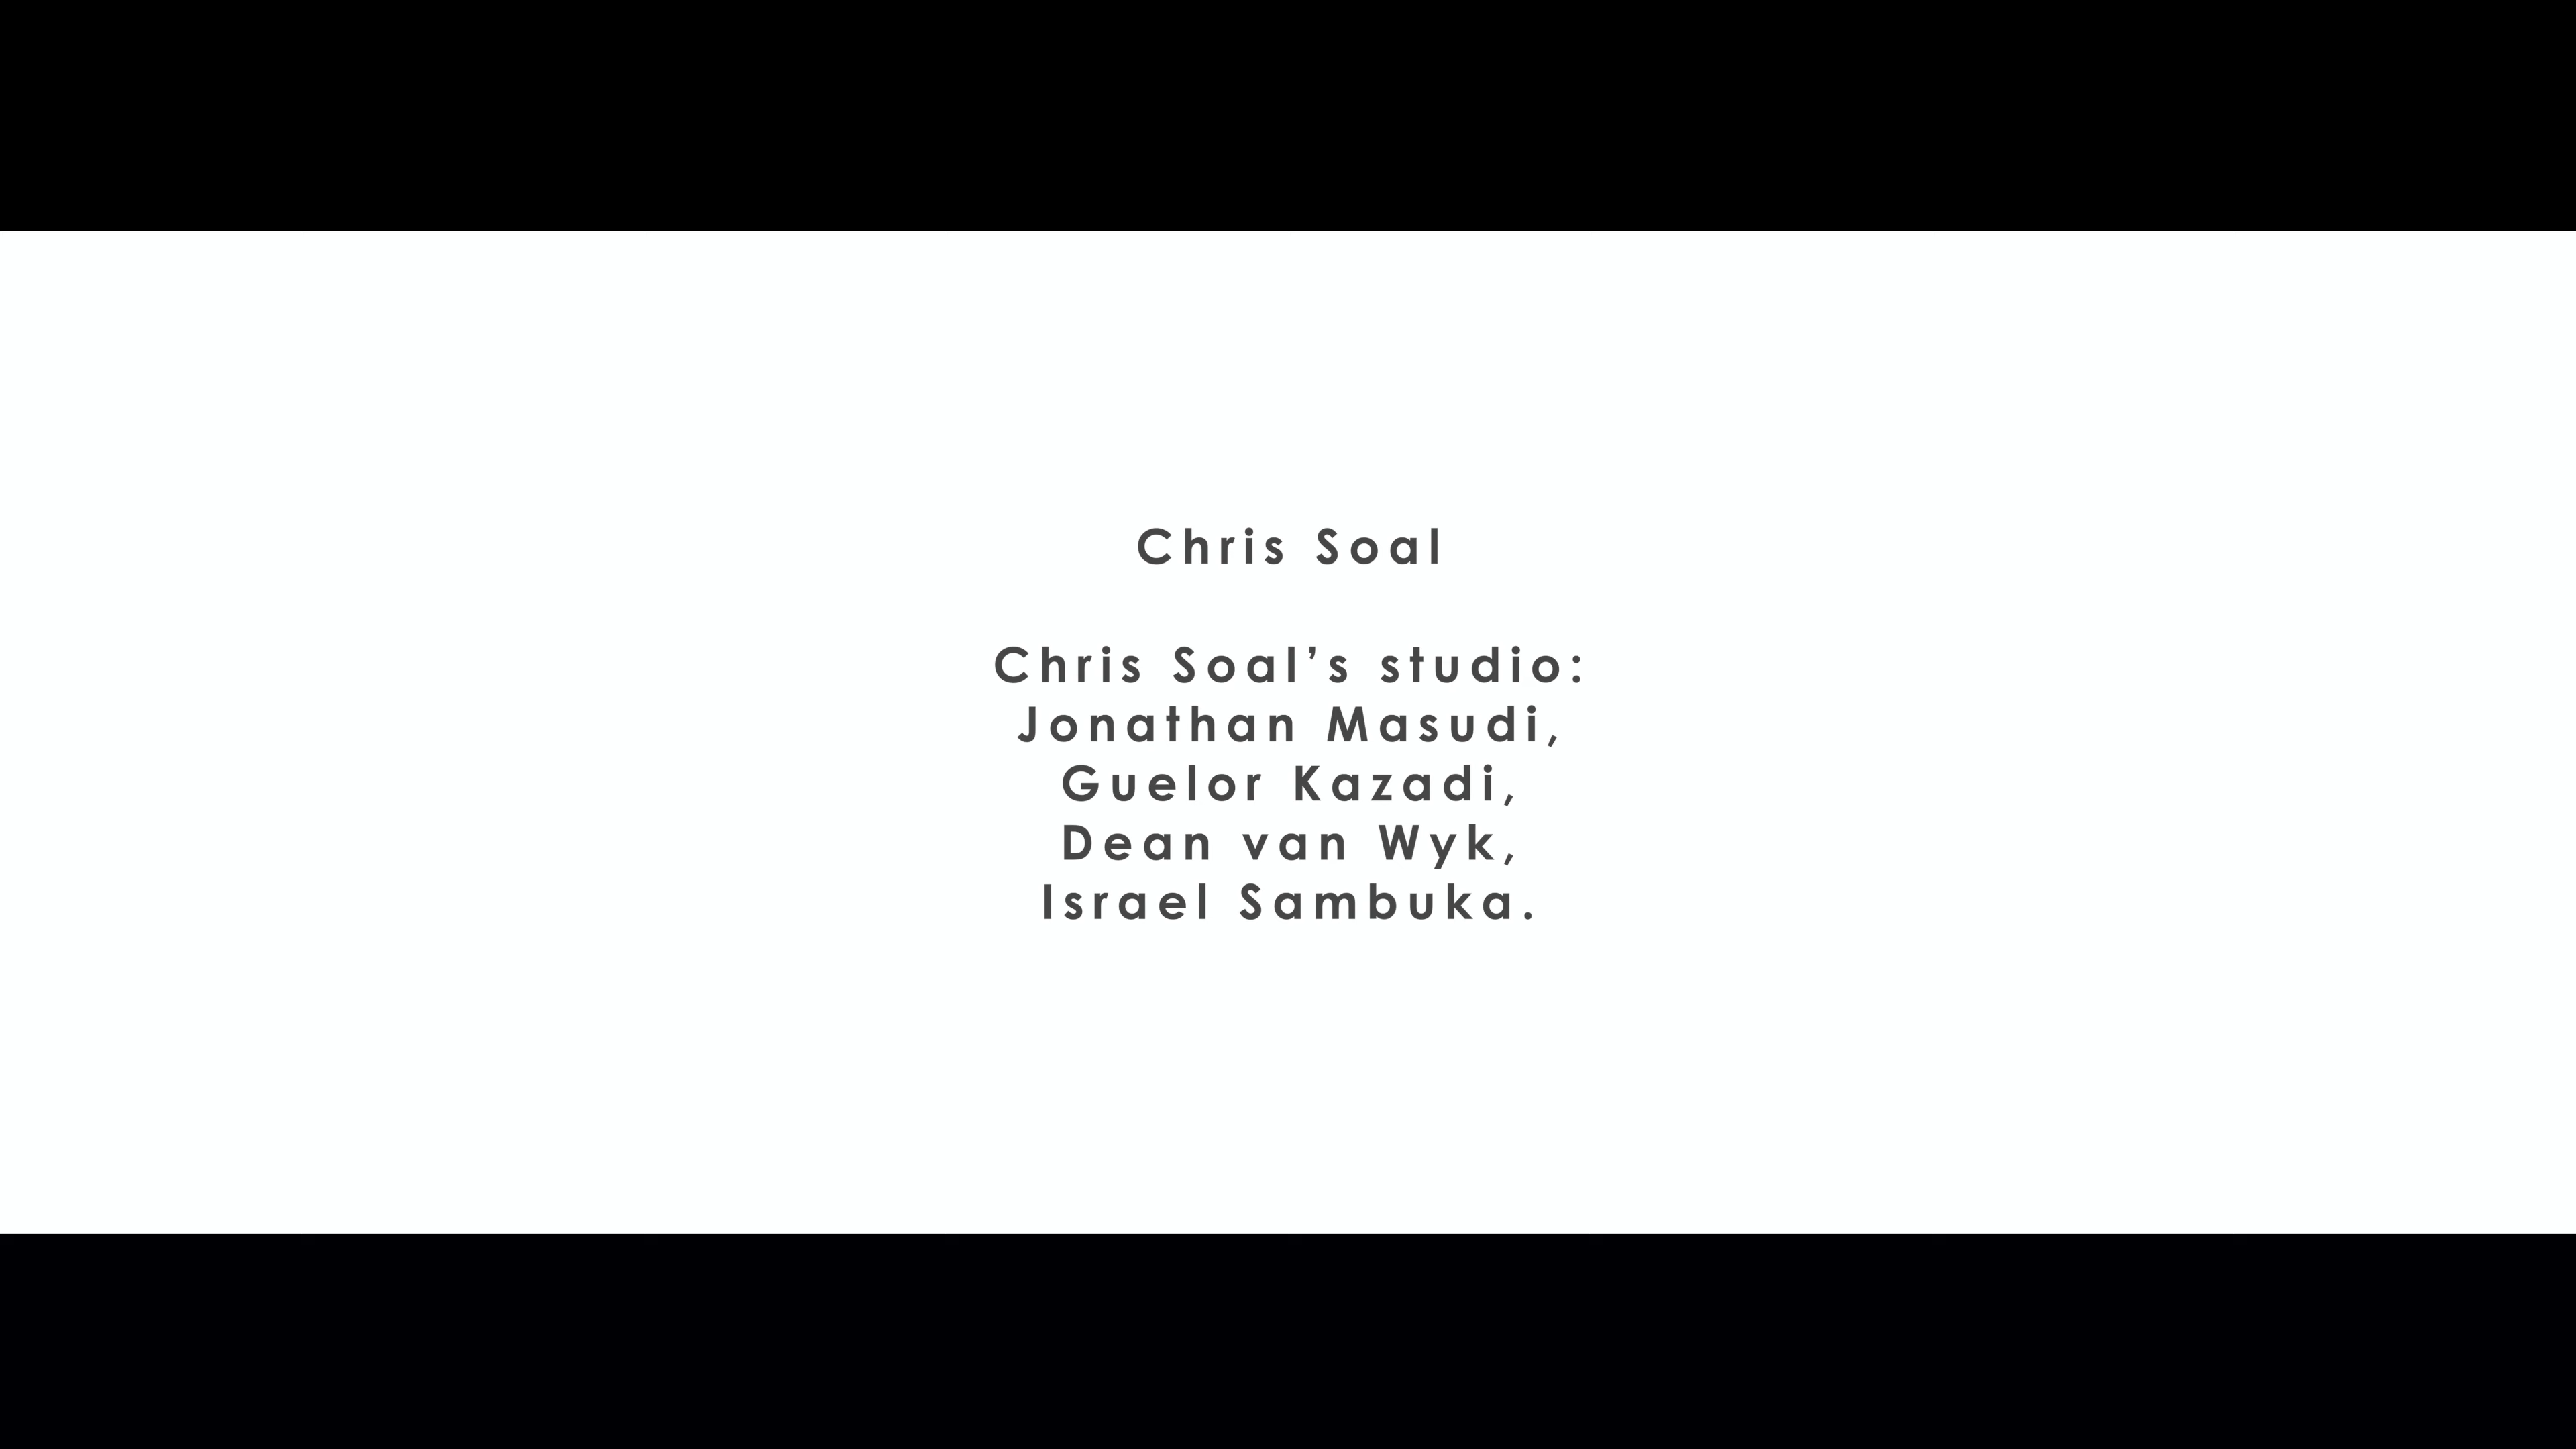 Chris Soal
Chris Soal’s studio:
Jonathan Masudi,
Guelor Kazadi,
Dean van Wyk,
Israel Sambuka.